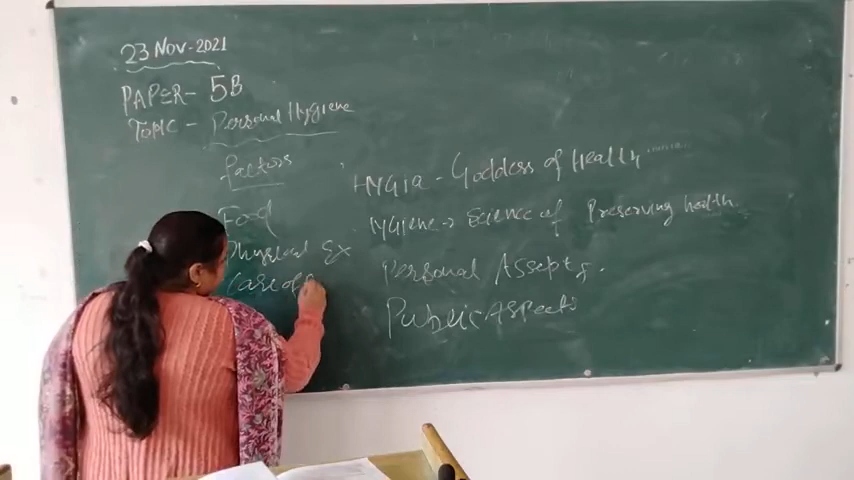 23 Nov-2021
PAPER- 5B
Topic - Personal Hygiene
factors
Food
Physical Ex
Care of
HYGIA - Goddess of Health
HYGiene → Science of Preserving health
Personal Assepts
Public Aspects